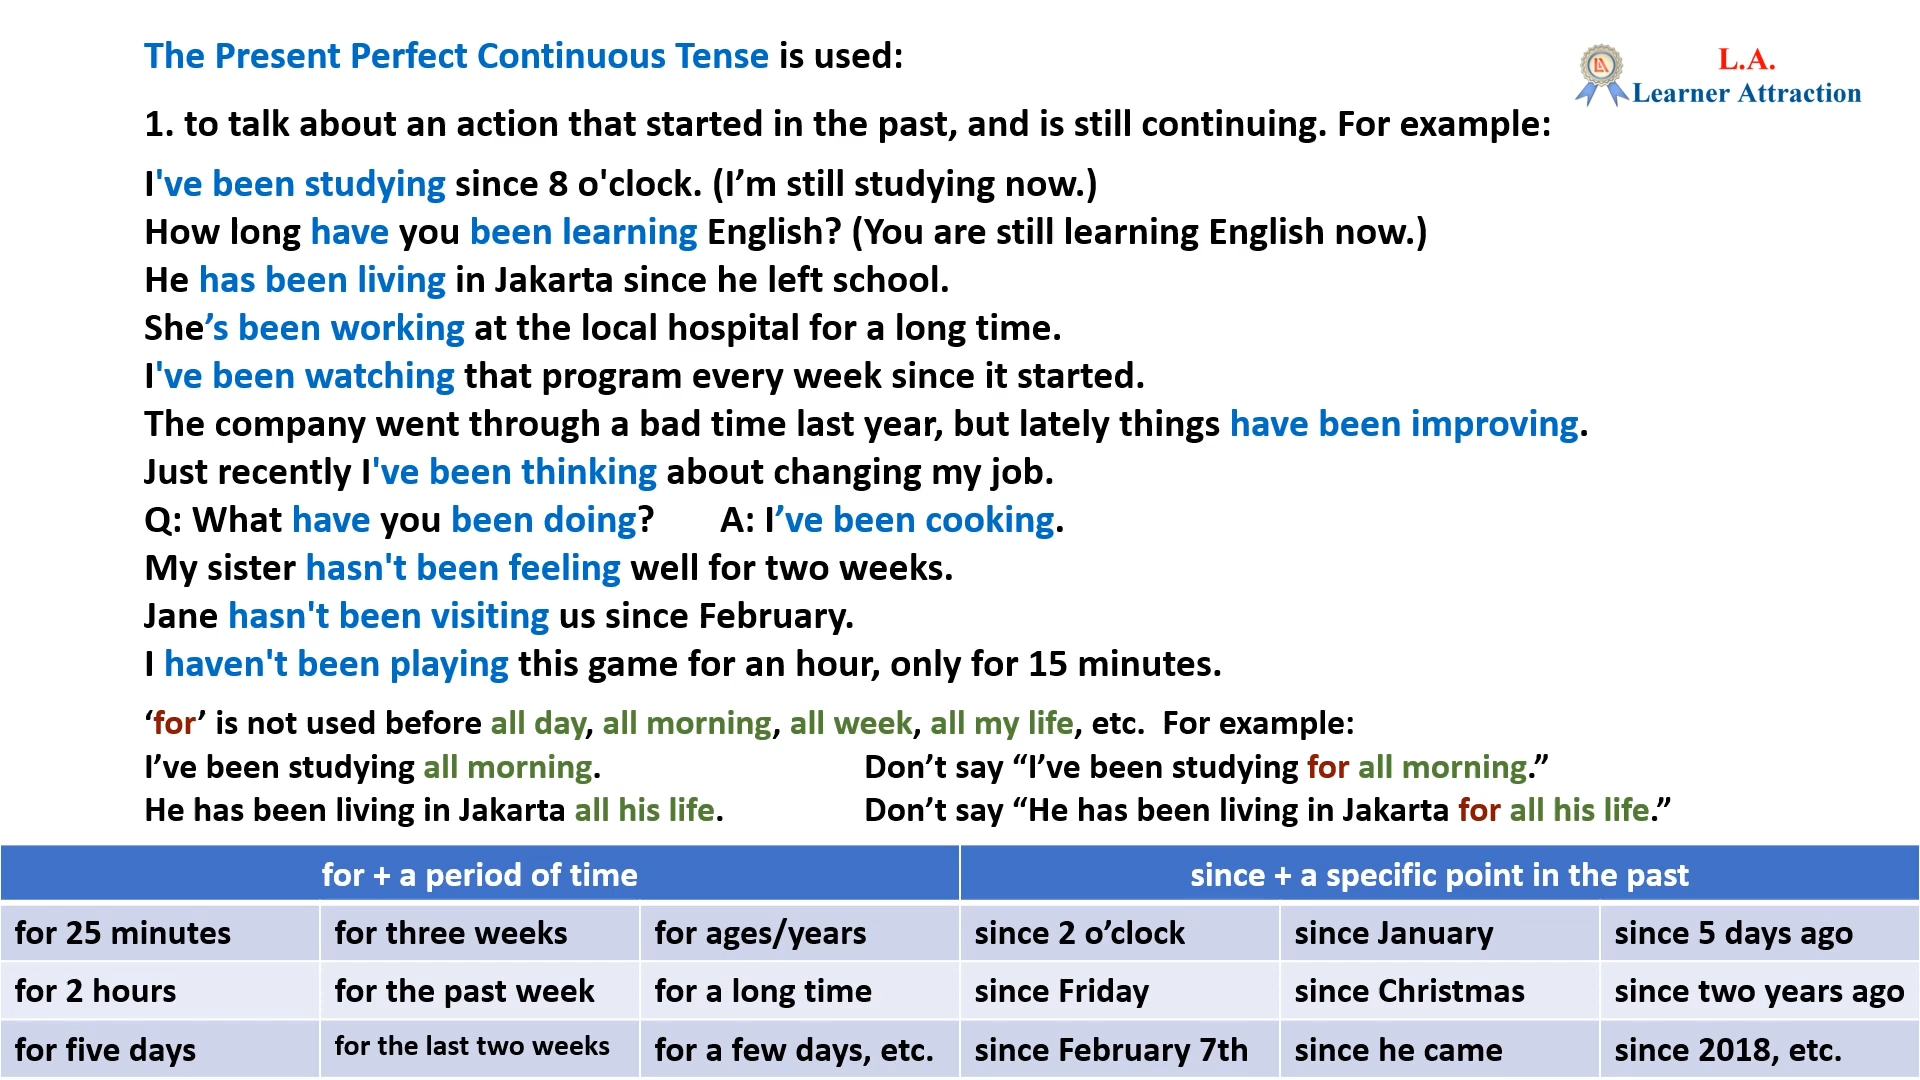 The Present Perfect Continuous Tense is used:
L.A.
Learner Attraction
LA
1. to talk about an action that started in the past, and is still continuing. For example:
I've been studying since 8 o'clock. (I’m still studying now.)
How long have you been learning English? (You are still learning English now.)
He has been living in Jakarta since he left school.
She’s been working at the local hospital for a long time.
I've been watching that program every week since it started.
The company went through a bad time last year, but lately things have been improving.
Just recently I've been thinking about changing my job.
Q: What have you been doing? A: I’ve been cooking.
My sister hasn't been feeling well for two weeks.
Jane hasn't been visiting us since February.
I haven't been playing this game for an hour, only for 15 minutes.
‘for’ is not used before all day, all morning, all week, all my life, etc. For example:
I’ve been studying all morning. Don’t say “I’ve been studying for all morning.”
He has been living in Jakarta all his life. Don’t say “He has been living in Jakarta for all his life.”
for + a period of time since + a specific point in the past
for 25 minutes for three weeks for ages/years since 2 o’clock since January since 5 days ago
for 2 hours for the past week for a long time since Friday since Christmas since two years ago
for five days for the last two weeks for a few days, etc. since February 7th since he came since 2018, etc.